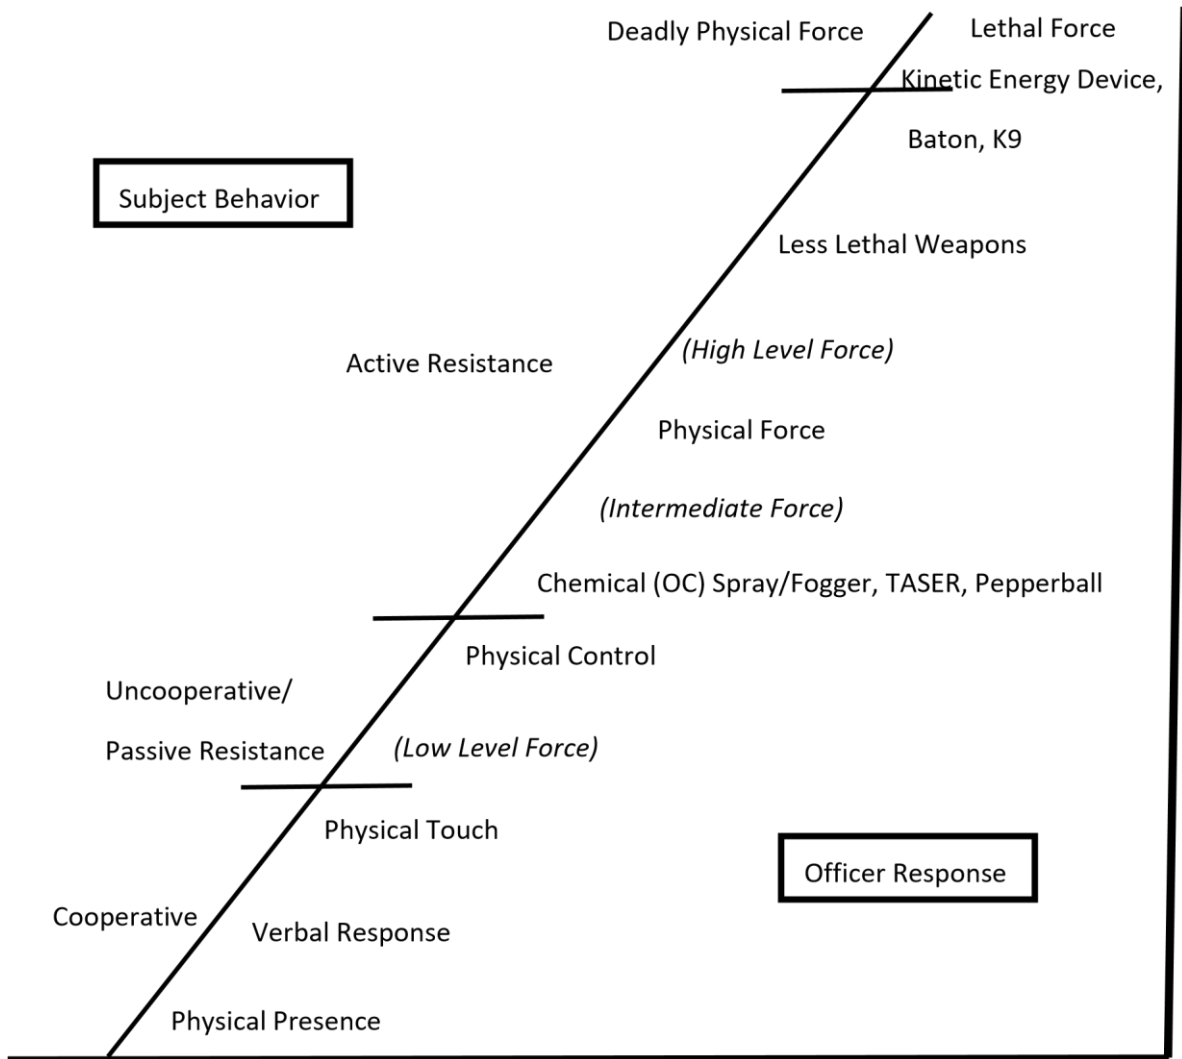 Deadly Physical Force
Lethal Force
Kinetic Energy Device,
Baton, K9
Subject Behavior
Less Lethal Weapons
(High Level Force)
Active Resistance
Physical Force
(Intermediate Force)
Chemical (OC) Spray/Fogger, TASER, Pepperball
Physical Control
Uncooperative/
Passive Resistance
(Low Level Force)
Physical Touch
Officer Response
Cooperative
Verbal Response
Physical Presence